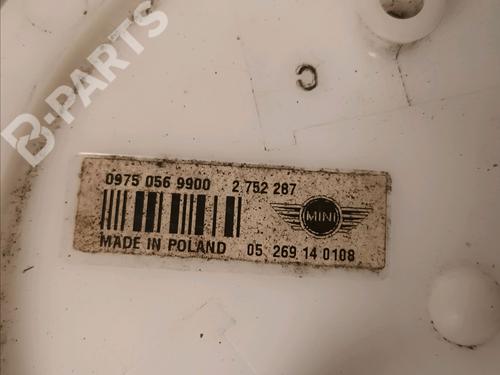 B-PARTS
C
0975 056 9900 2 752 287
MINI
MADE IN POLAND 05 269 14 0108